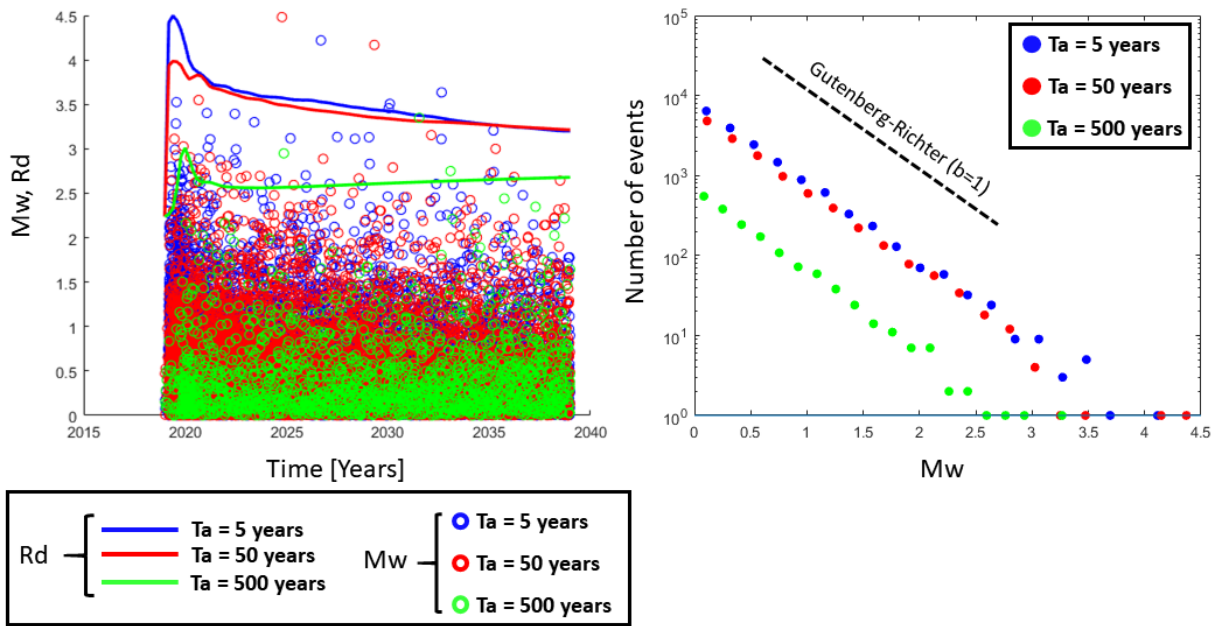 4.5
4
3.5
3
2.5
2
1.5
1
0.5
0
Mw, Rd
2015
2020
2025
2030
2035
2040
Time [Years]
10^5
10^4
10^3
10^2
10^1
10^0
Number of events
0
0.5
1
1.5
2
2.5
3
3.5
4
4.5
Mw
Gutenberg-Richter (b=1)
Ta = 5 years
Ta = 50 years
Ta = 500 years
Rd
Ta = 5 years
Ta = 50 years
Ta = 500 years
Mw
Ta = 5 years
Ta = 50 years
Ta = 500 years